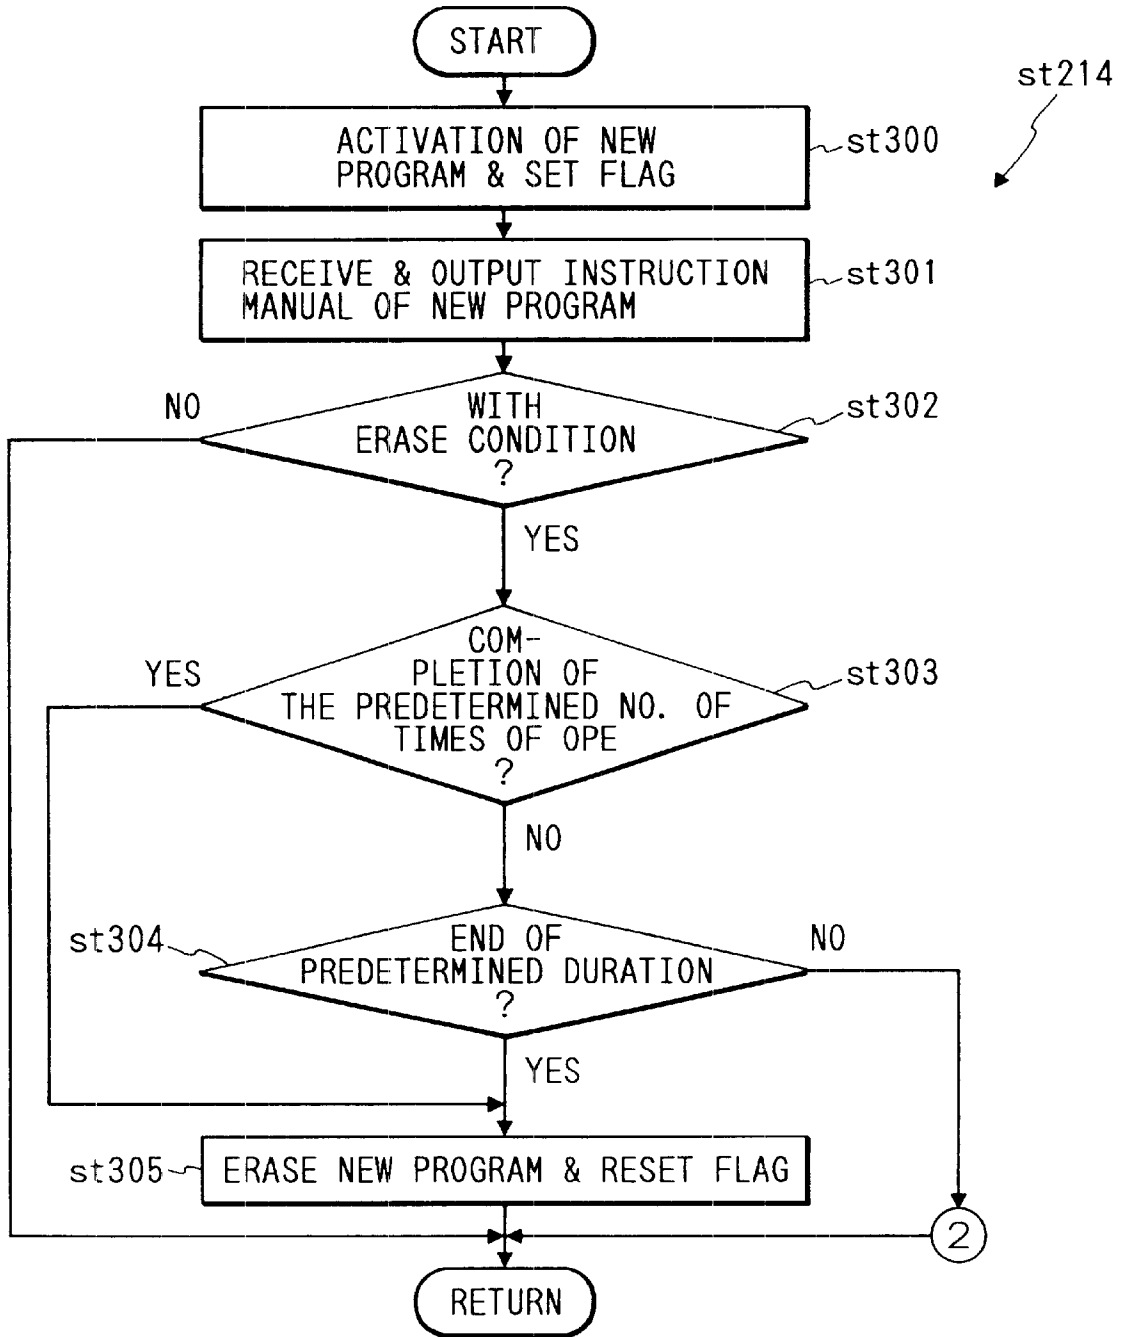 START
st214
ACTIVATION OF NEW
PROGRAM & SET FLAG
st300
RECEIVE & OUTPUT INSTRUCTION
MANUAL OF NEW PROGRAM
st301
NO
WITH
ERASE CONDITION
?
st302
YES
YES
COM-
PLETION OF
THE PREDETERMINED NO. OF
TIMES OF OPE
?
st303
NO
st304
END OF
PREDETERMINED DURATION
?
NO
YES
st305
ERASE NEW PROGRAM & RESET FLAG
2
RETURN